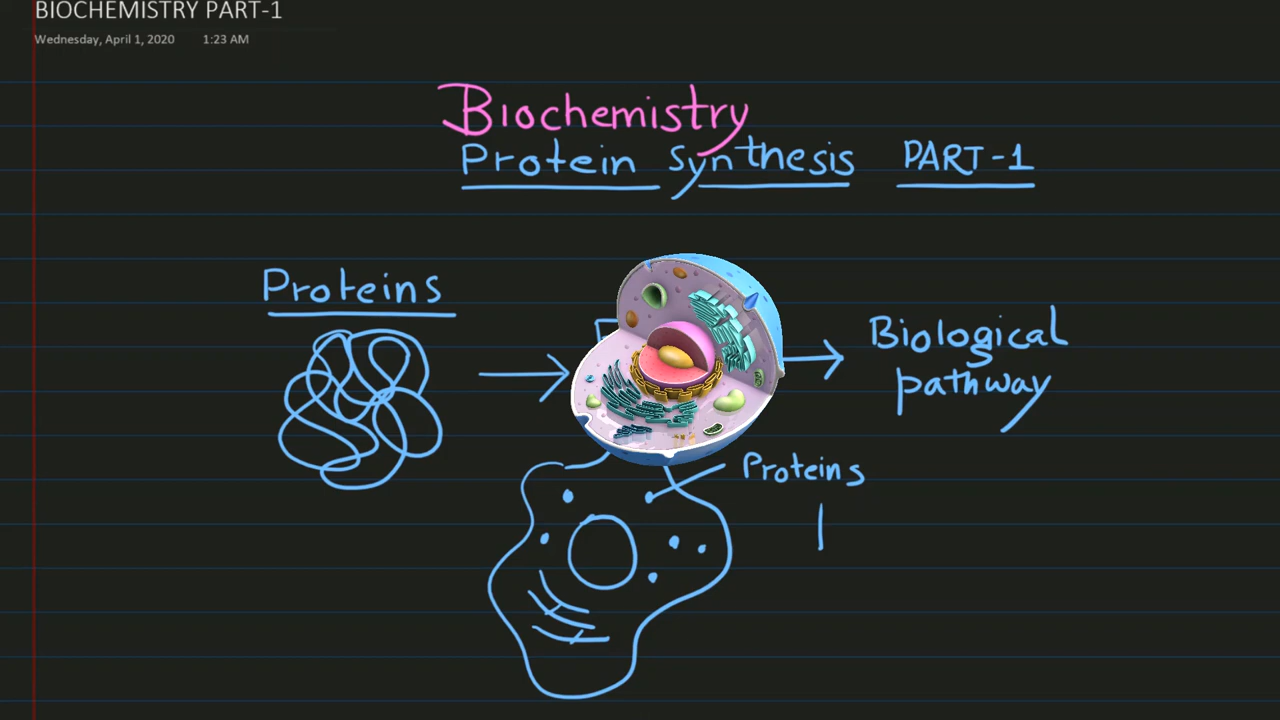 BIOCHEMISTRY PART-1
Wednesday, April 1, 2020 1:23 AM
Biochemistry
Protein Synthesis PART-1
Proteins
Biological
pathway
Proteins